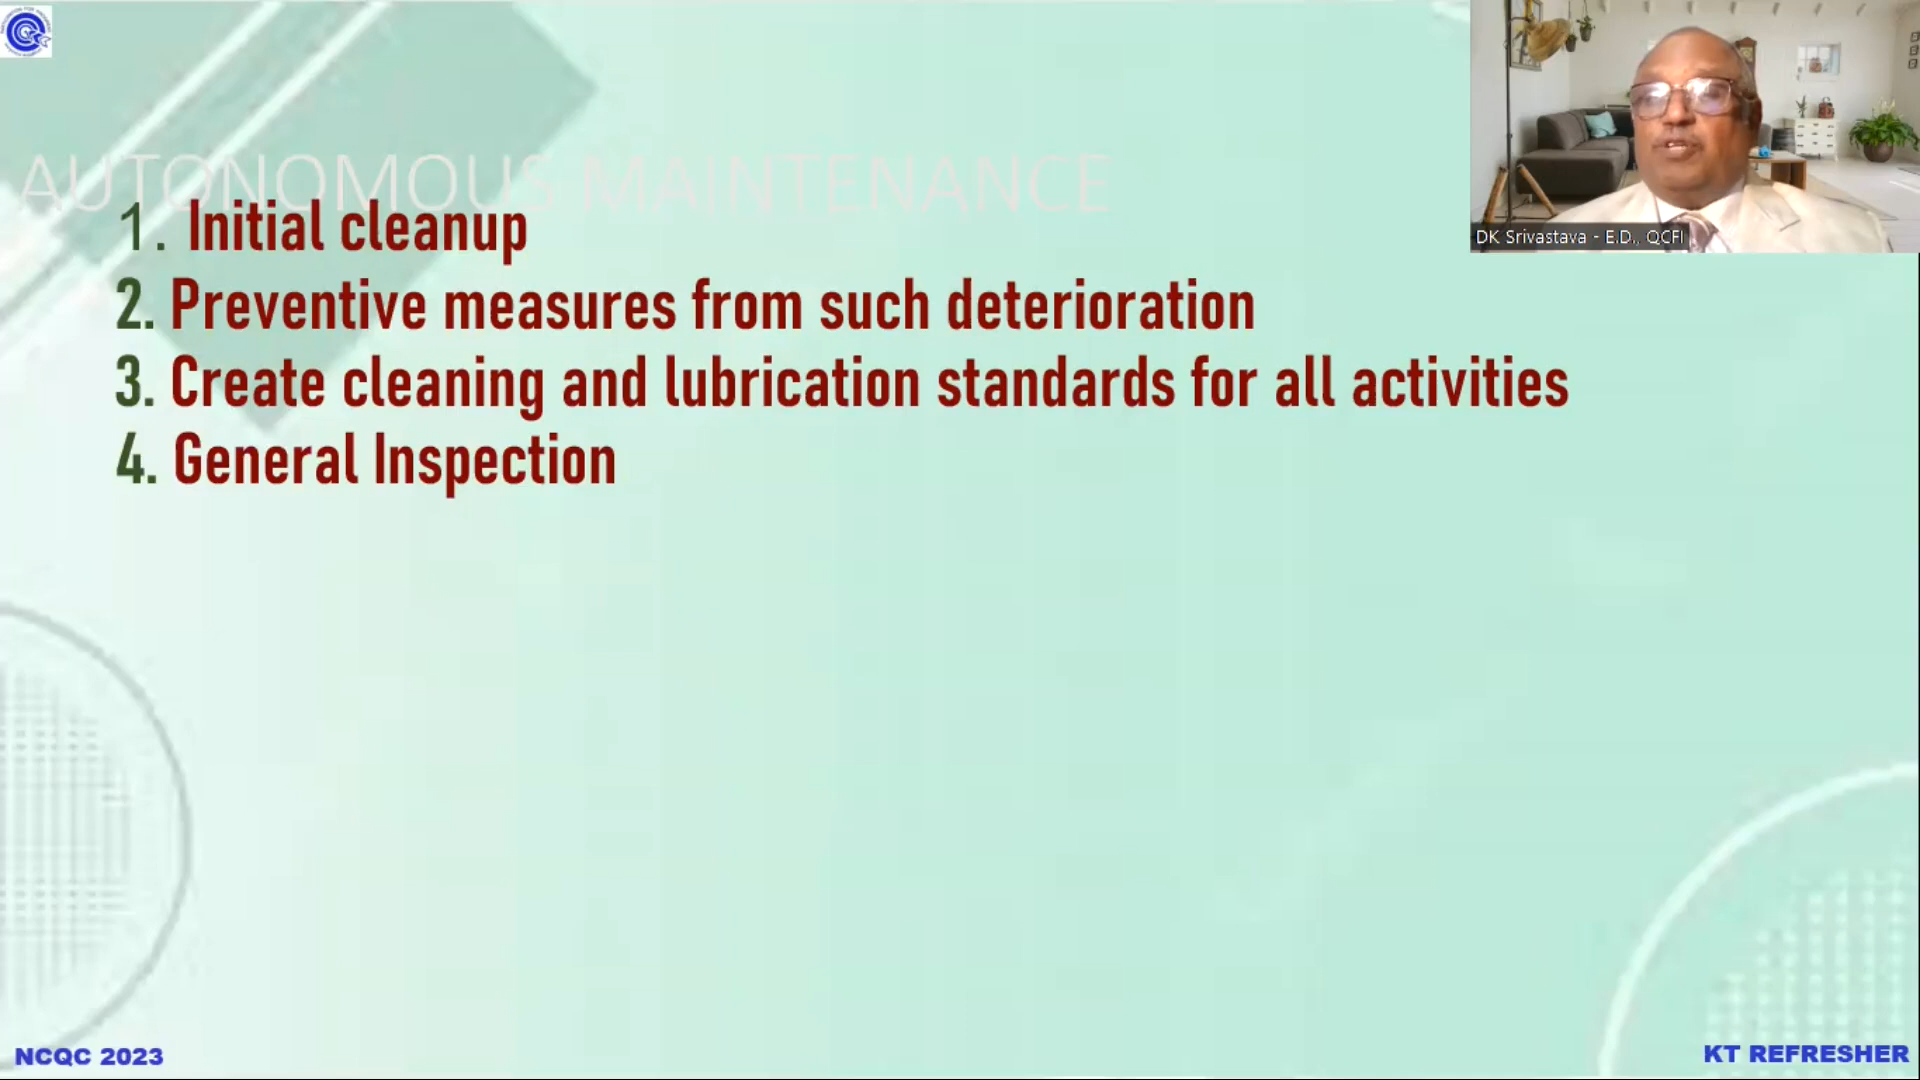 AUTONOMOUS MAINTENANCE
1. Initial cleanup
2. Preventive measures from such deterioration
3. Create cleaning and lubrication standards for all activities
4. General Inspection
DK Srivastava - E.D., QCFI
NCQC 2023
KT REFRESHER